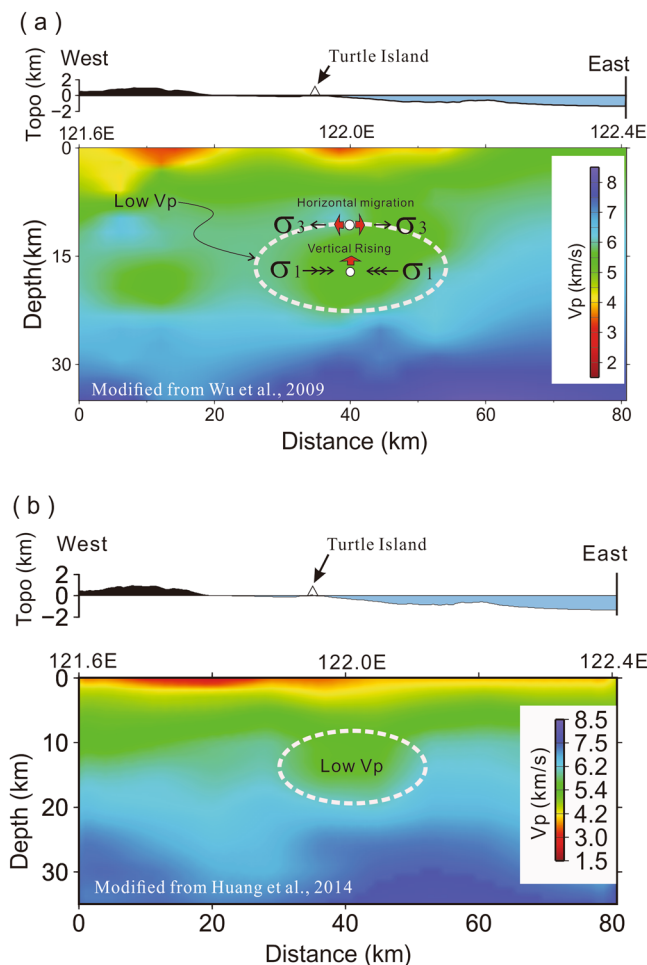 ( a )
Turtle Island
West
East
Topo (km)
2
0
−2
121.6E
122.0E
122.4E
Depth(km)
0
15
30
Low Vp
Horizontal migration
σ3
σ3
Vertical Rising
σ1
σ1
Vp (km/s)
8
7
6
5
4
3
2
Modified from Wu et al., 2009
0
20
40
60
80
Distance (km)
( b )
Turtle Island
West
East
Topo (km)
2
0
−2
121.6E
122.0E
122.4E
Depth (km)
0
10
20
30
Low Vp
Vp (km/s)
8.5
7.5
6.2
5.4
4.2
3.0
1.5
Modified from Huang et al., 2014
0
20
40
60
80
Distance (km)